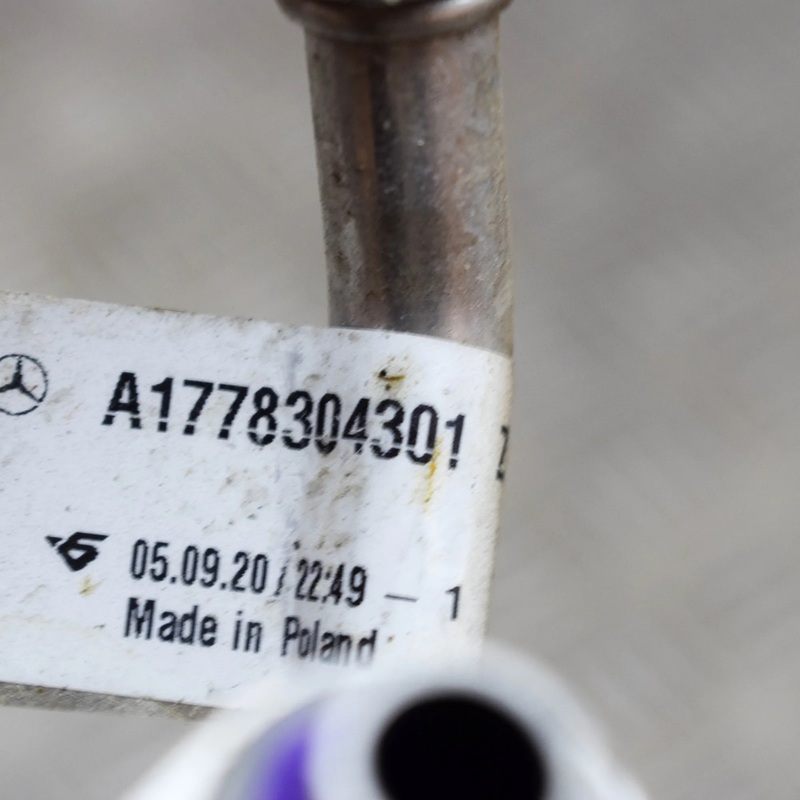 A1778304301 Z
05.09.20 / 22:49 – 1
Made in Poland